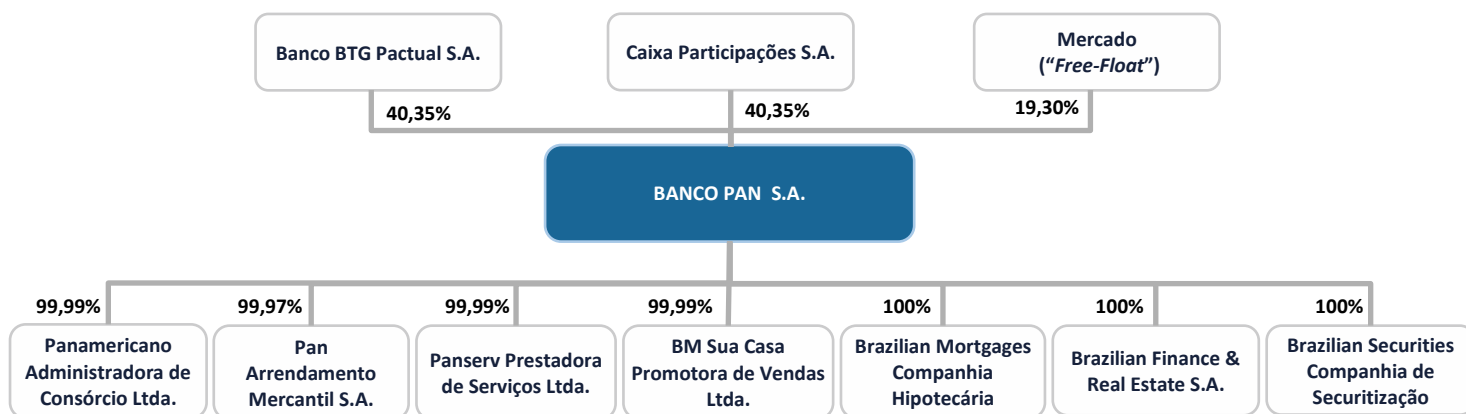 Banco BTG Pactual S.A.
Caixa Participações S.A.
Mercado
(“Free-Float”)
40,35%
40,35%
19,30%
BANCO PAN S.A.
99,99%
99,97%
99,99%
99,99%
100%
100%
100%
Panamericano
Administradora de
Consórcio Ltda.
Pan
Arrendamento
Mercantil S.A.
Panserv Prestadora
de Serviços Ltda.
BM Sua Casa
Promotora de Vendas
Ltda.
Brazilian Mortgages
Companhia
Hipotecária
Brazilian Finance &
Real Estate S.A.
Brazilian Securities
Companhia de
Securitização